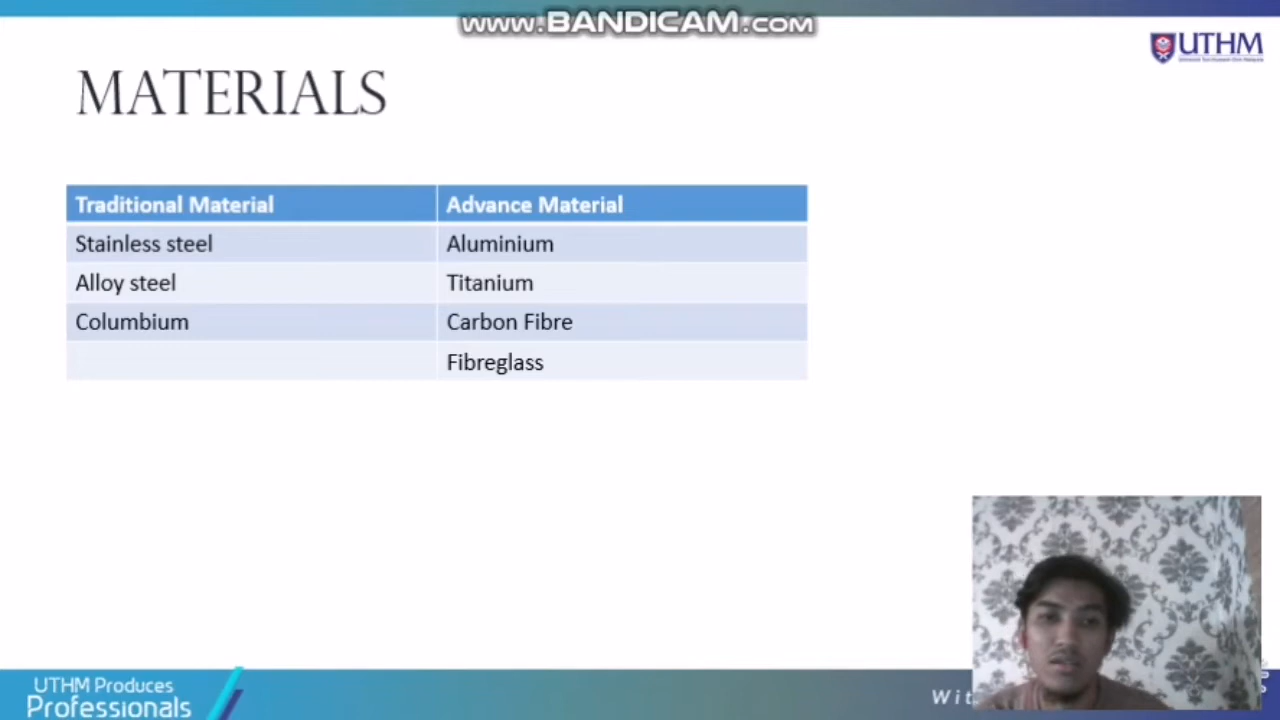 www.BANDICAM.com
UTHM
MATERIALS
Traditional Material
Advance Material
Stainless steel
Aluminium
Alloy steel
Titanium
Columbium
Carbon Fibre
Fibreglass
UTHM Produces
Professionals